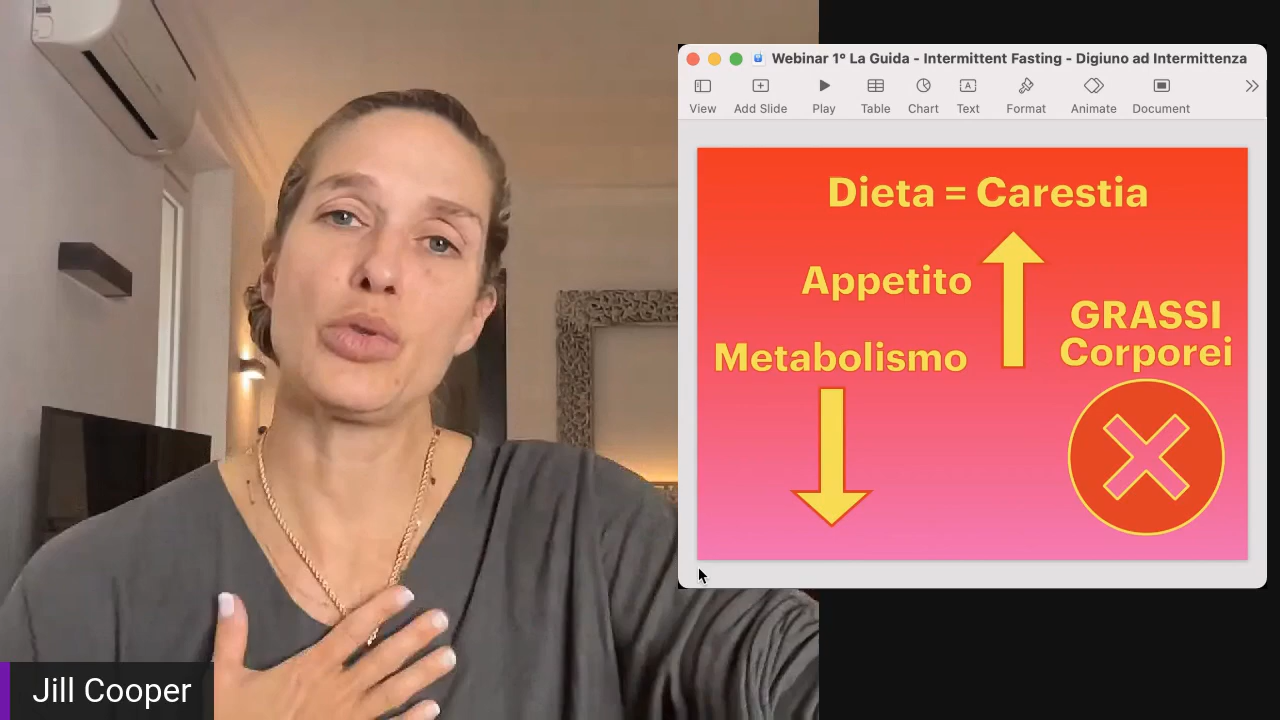 Webinar 1° La Guida - Intermittent Fasting - Digiuno ad Intermittenza
View Add Slide Play Table Chart Text Format Animate Document
Dieta = Carestia
Appetito
GRASSI
Corporei
Metabolismo
Jill Cooper